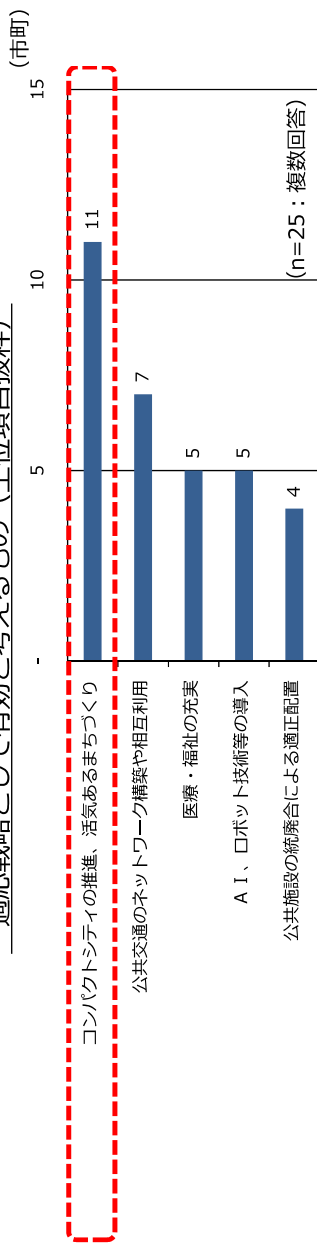 適応戦略として有効と考えるもの（上位項目抜粋）
（市町）
- 5 10 15
コンパクトシティの推進、活気あるまちづくり 11
公共交通のネットワーク構築や相互利用 7
医療・福祉の充実 5
ＡＩ、ロボット技術等の導入 5
公共施設の統廃合による適正配置 4
(n=25：複数回答)